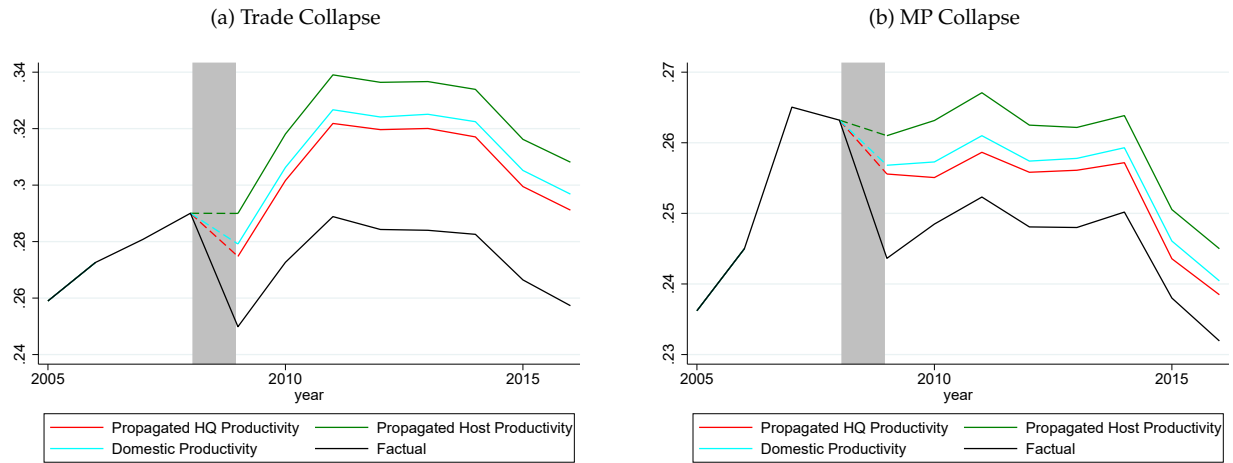 (a) Trade Collapse
.34
.32
.3
.28
.26
.24
2005
2010
2015
year
Propagated HQ Productivity
Propagated Host Productivity
Domestic Productivity
Factual
(b) MP Collapse
.27
.26
.25
.24
.23
2005
2010
2015
year
Propagated HQ Productivity
Propagated Host Productivity
Domestic Productivity
Factual